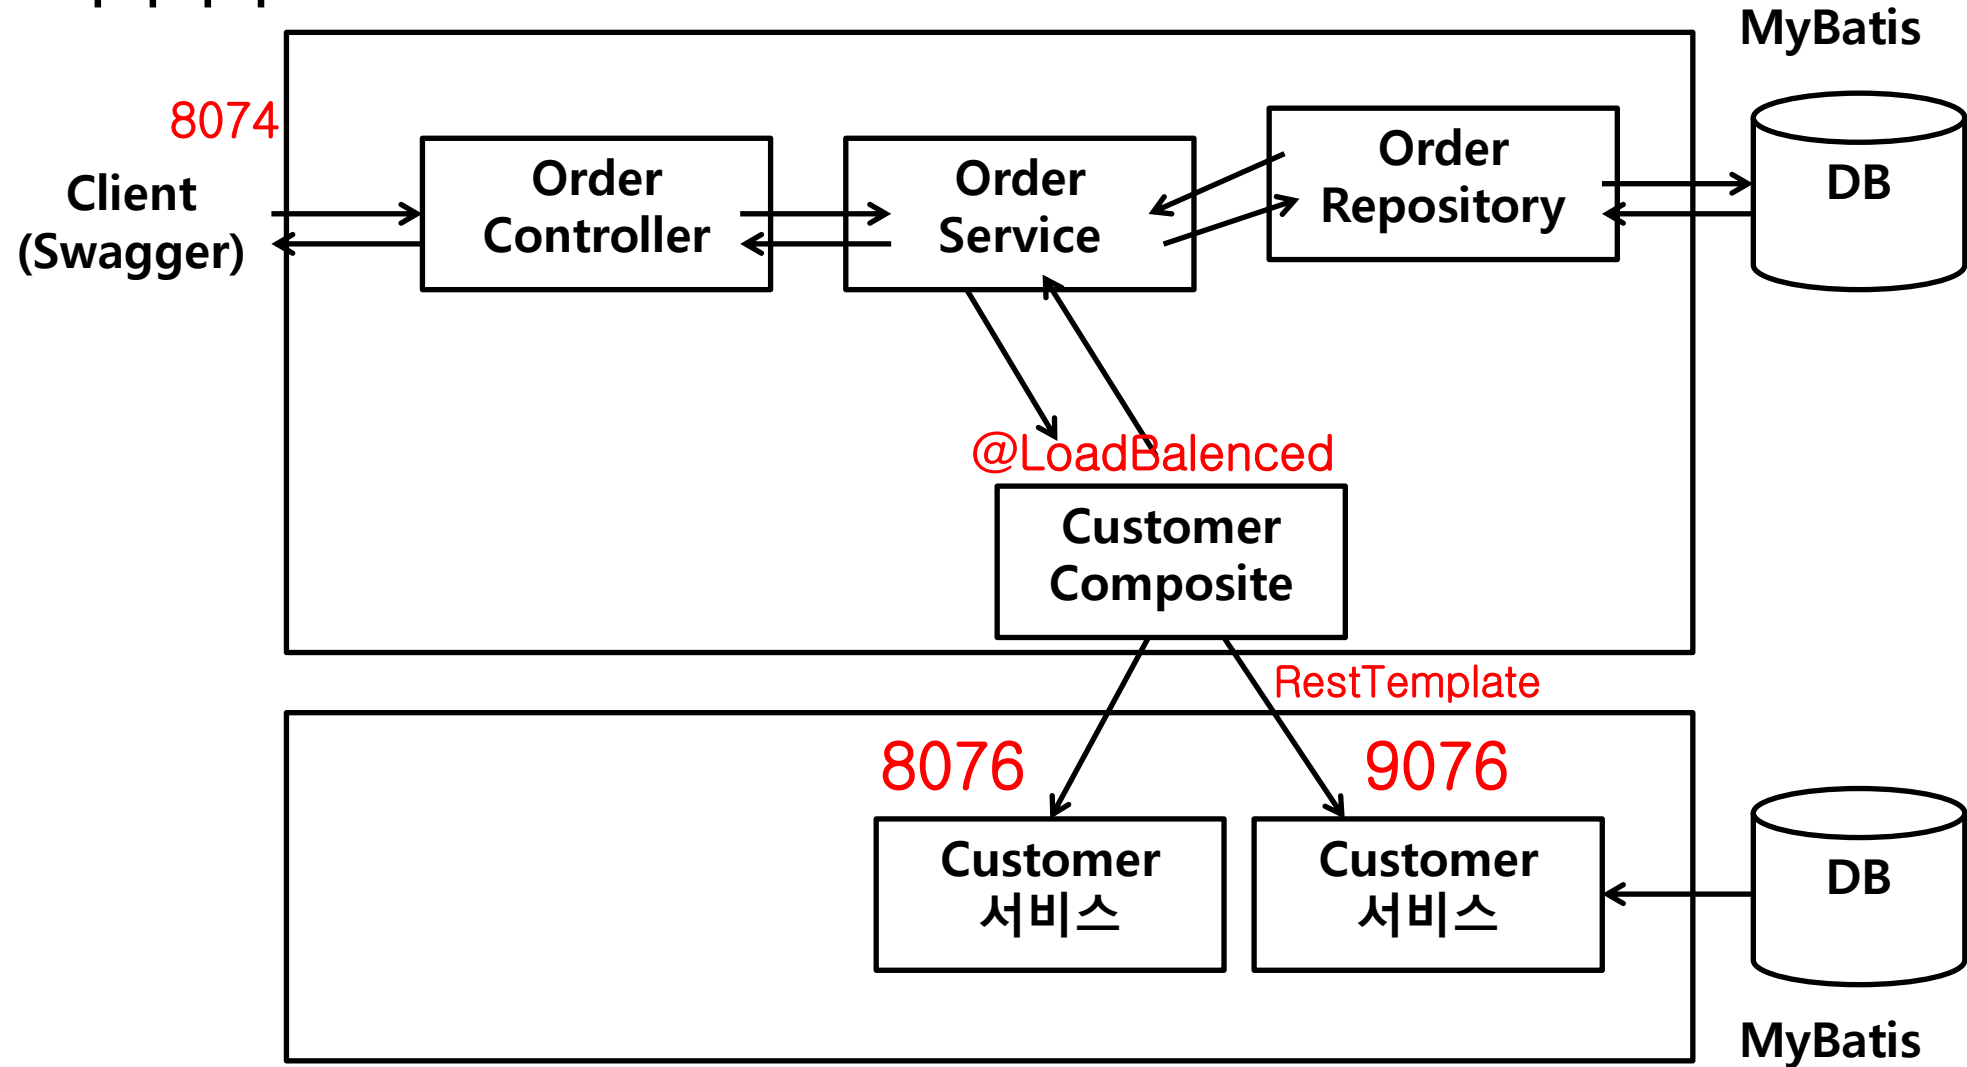 MyBatis
8074
Client
(Swagger)
Order
Controller
Order
Service
Order
Repository
DB
@LoadBalenced
Customer
Composite
RestTemplate
8076
9076
Customer
서비스
Customer
서비스
DB
MyBatis